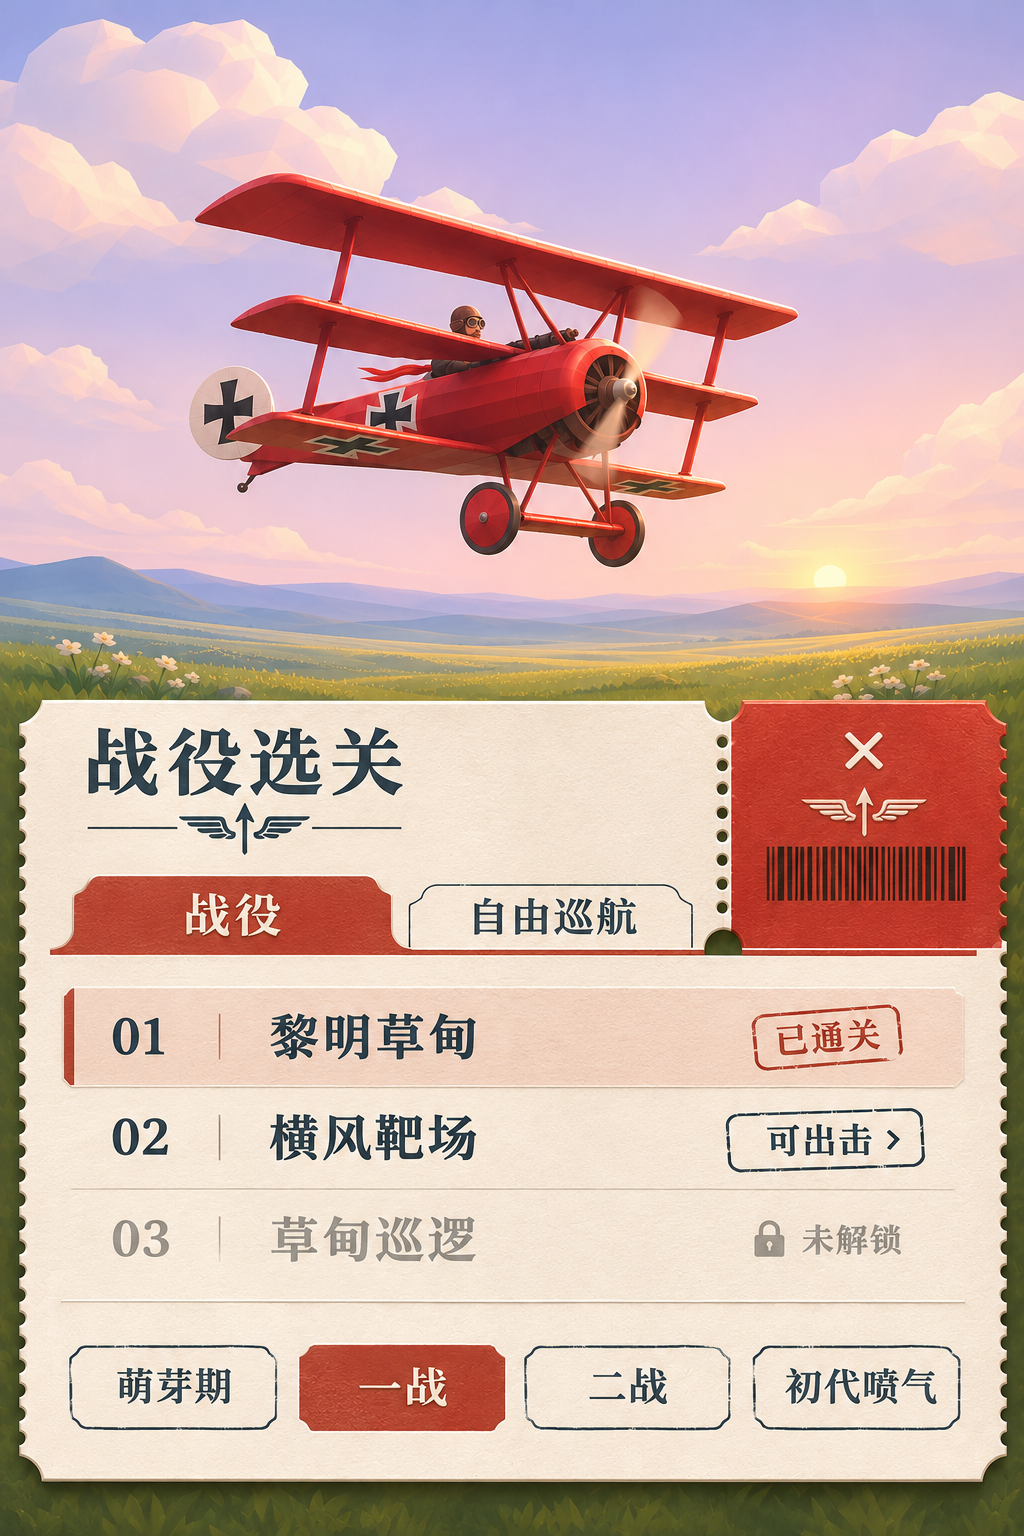 战役选关
战役
自由巡航
01 黎明草甸 已通关
02 横风靶场 可出击 >
03 草甸巡逻 未解锁
萌芽期
一战
二战
初代喷气